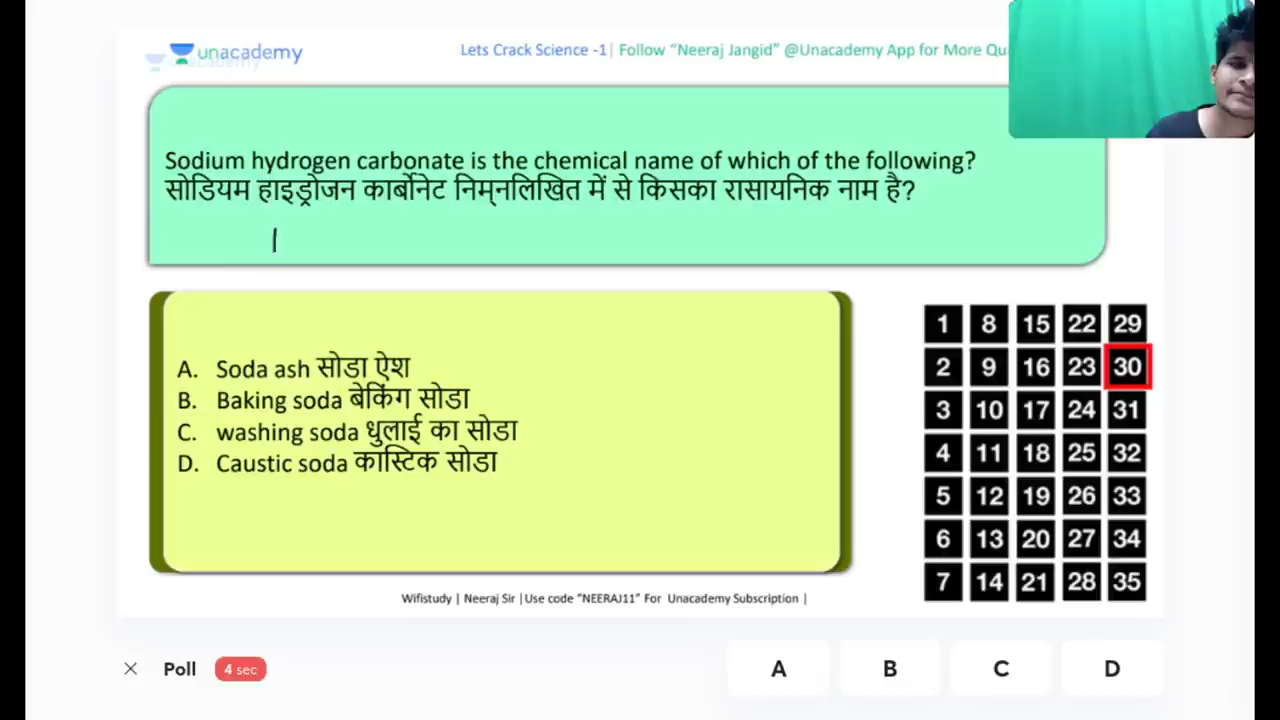 unacademy
Lets Crack Science -1| Follow “Neeraj Jangid” @Unacademy App for More
Sodium hydrogen carbonate is the chemical name of which of the following?
सोडियम हाइड्रोजन कार्बोनेट निम्नलिखित में से किसका रासायनिक नाम है?
A. Soda ash सोडा ऐश
B. Baking soda बेकिंग सोडा
C. washing soda धुलाई का सोडा
D. Caustic soda कास्टिक सोडा
1 8 15 22 29
2 9 16 23 30
3 10 17 24 31
4 11 18 25 32
5 12 19 26 33
6 13 20 27 34
7 14 21 28 35
Wifistudy | Neeraj Sir |Use code “NEERAJ11” For Unacademy Subscription |
Poll 4 sec A B C D